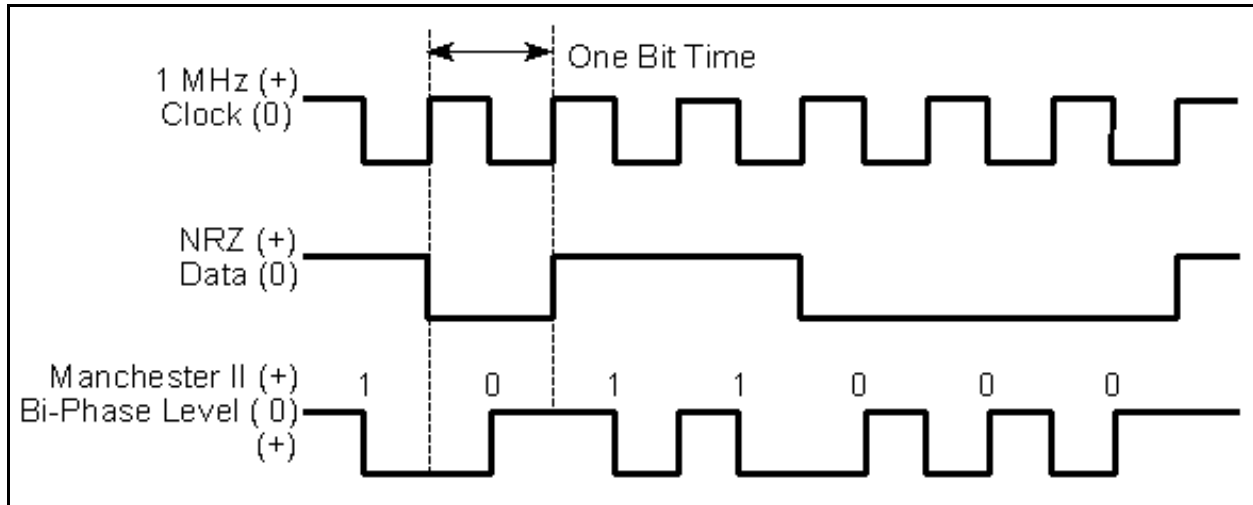 One Bit Time
1 MHz (+)
Clock (0)
NRZ (+)
Data (0)
Manchester II (+)
1 0 1 1 0 0 0
Bi-Phase Level ( 0)
(+)